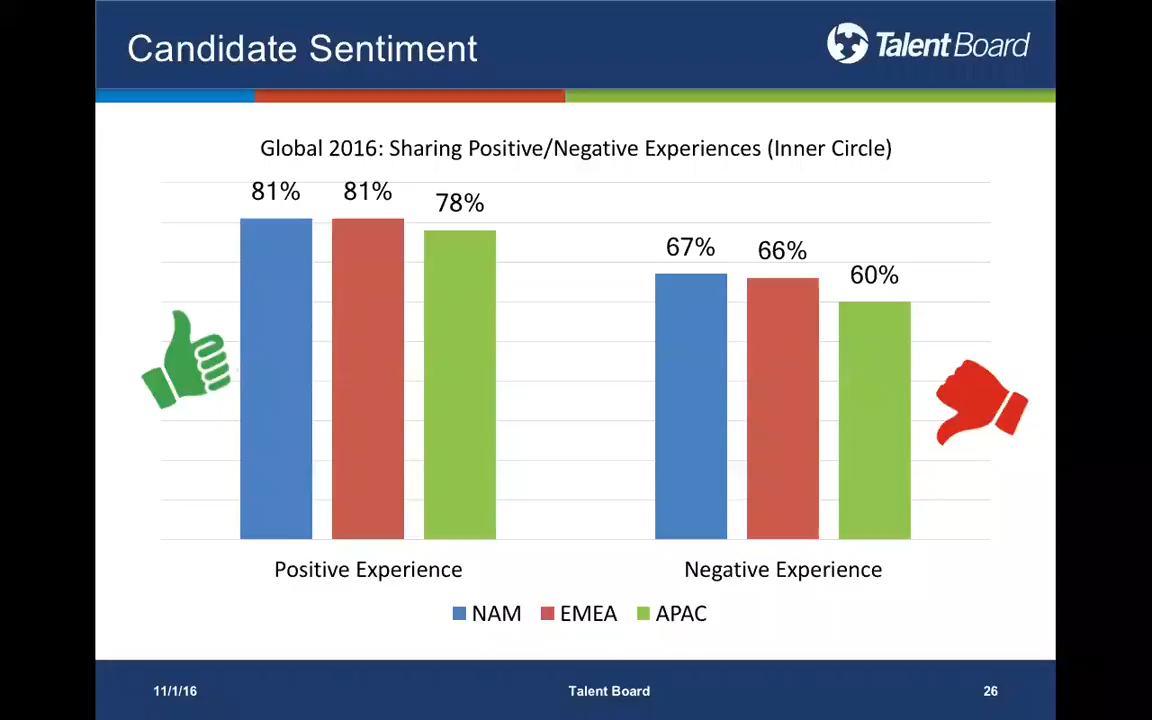 Candidate Sentiment
Talent Board
Global 2016: Sharing Positive/Negative Experiences (Inner Circle)
81% 81% 78% 67% 66% 60%
Positive Experience Negative Experience
NAM EMEA APAC
11/1/16 Talent Board 26